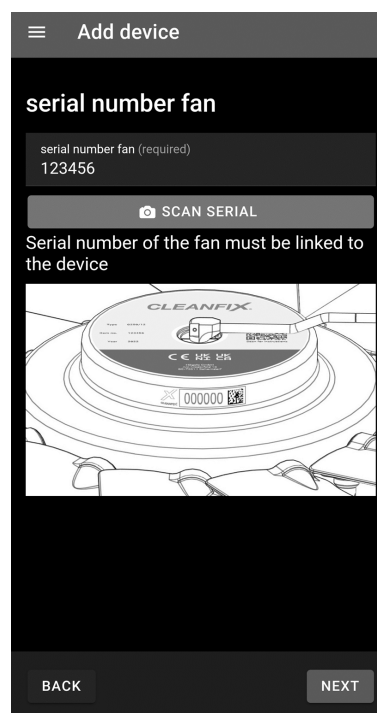 Add device
serial number fan
serial number fan (required)
123456
SCAN SERIAL
Serial number of the fan must be linked to
the device
CLEANFIX
000000
BACK
NEXT